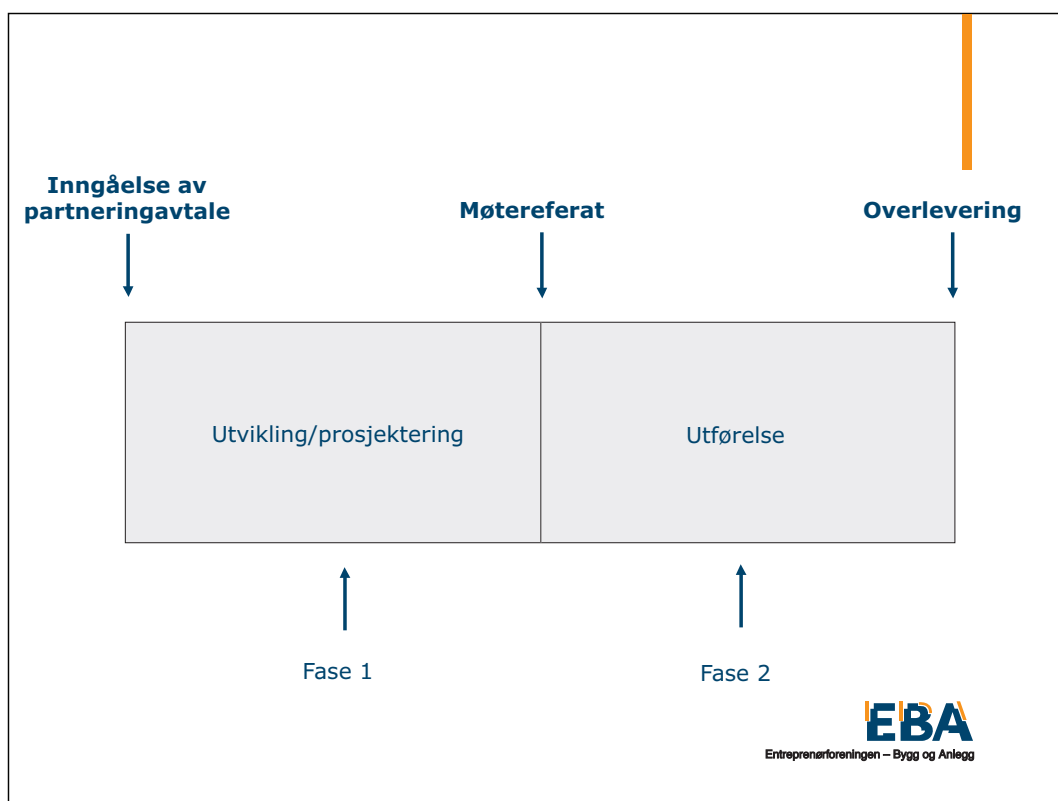 Inngåelse av
partneringavtale
Møtereferat
Overlevering
Utvikling/prosjektering
Utførelse
Fase 1
Fase 2
EBA
Entreprenørforeningen – Bygg og Anlegg